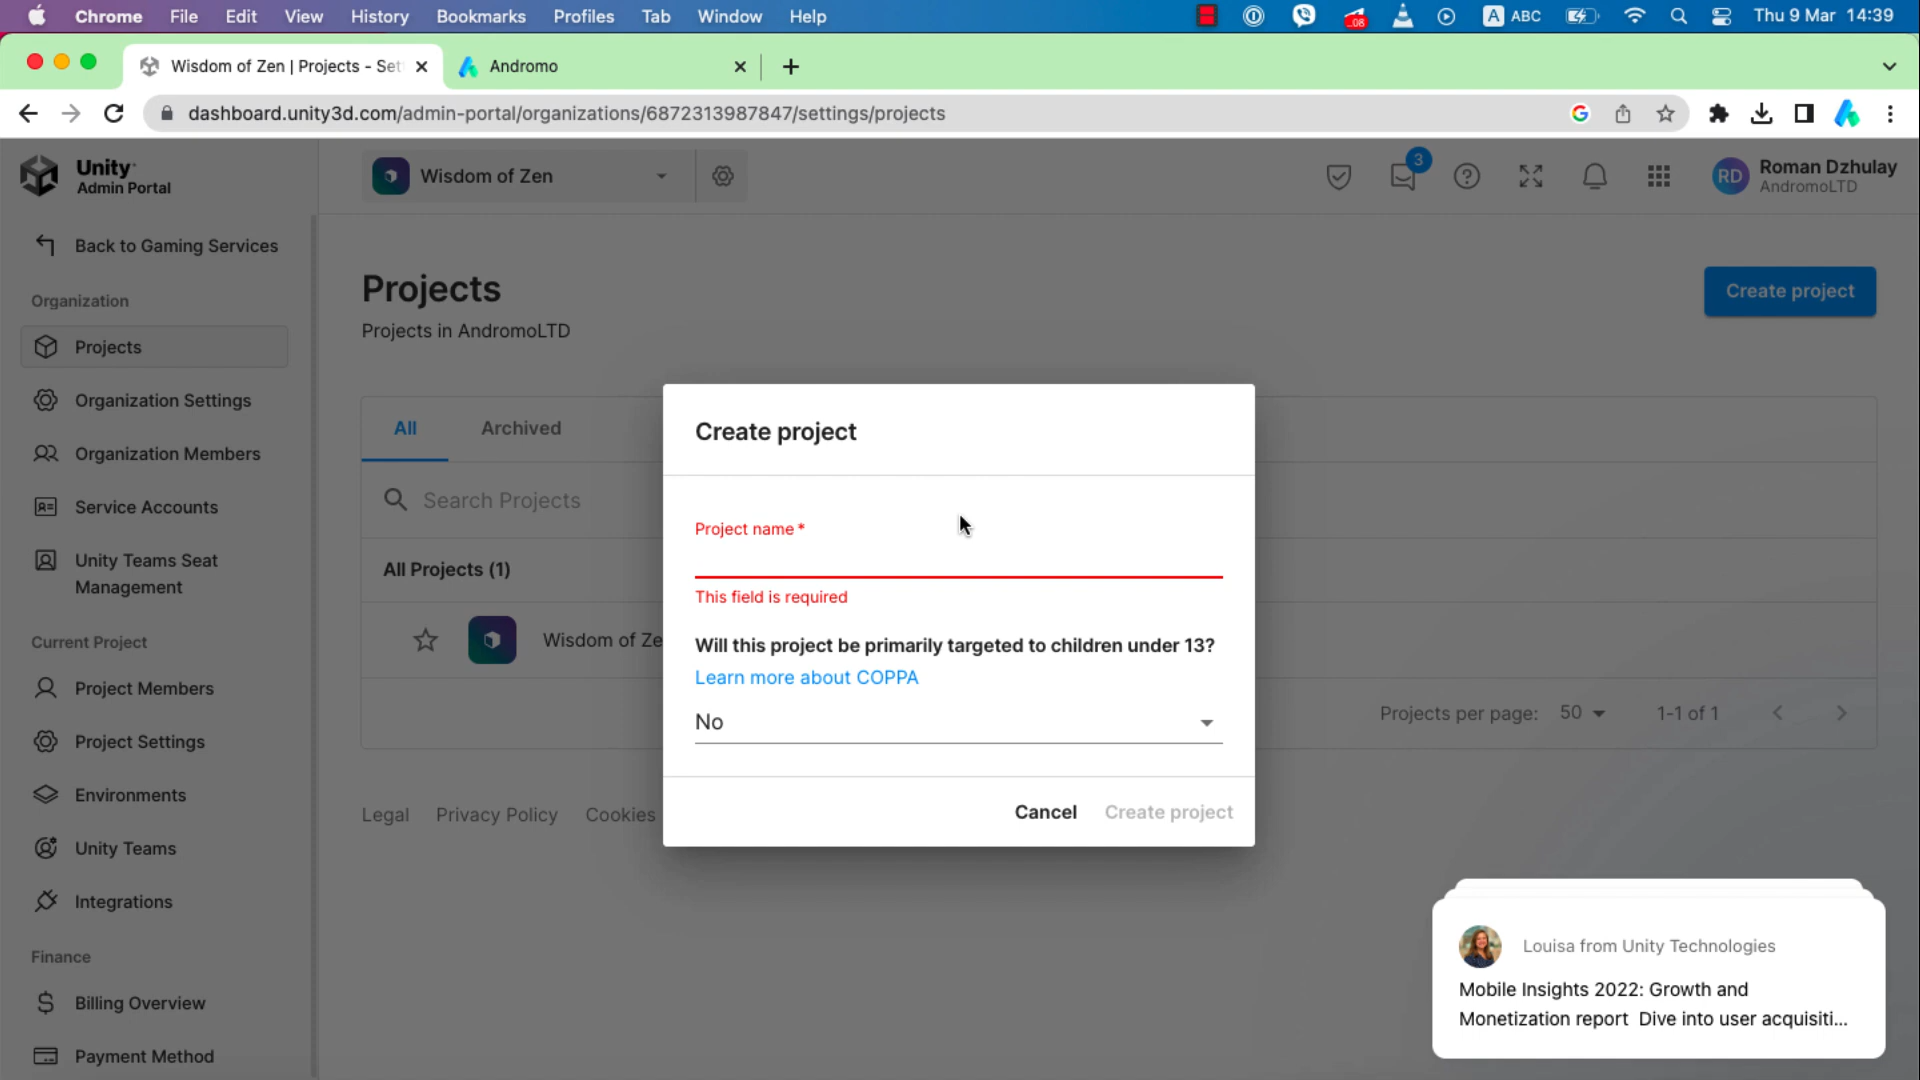 Chrome File Edit View History Bookmarks Profiles Tab Window Help
.08
A ABC
Thu 9 Mar 14:39
Wisdom of Zen | Projects - Set
Andromo
dashboard.unity3d.com/admin-portal/organizations/6872313987847/settings/projects
Unity
Admin Portal
Wisdom of Zen
3
RD
Roman Dzhulay
AndromoLTD
Back to Gaming Services
Organization
Projects
Organization Settings
Organization Members
Service Accounts
Unity Teams Seat
Management
Current Project
Project Members
Project Settings
Environments
Unity Teams
Integrations
Finance
Billing Overview
Payment Method
Projects
Projects in AndromoLTD
Create project
All Archived
Search Projects
All Projects (1)
Wisdom of Ze
Projects per page: 50 1-1 of 1
Legal Privacy Policy Cookies
Create project
Project name *
This field is required
Will this project be primarily targeted to children under 13?
Learn more about COPPA
No
Cancel Create project
Louisa from Unity Technologies
Mobile Insights 2022: Growth and
Monetization report Dive into user acquisiti...